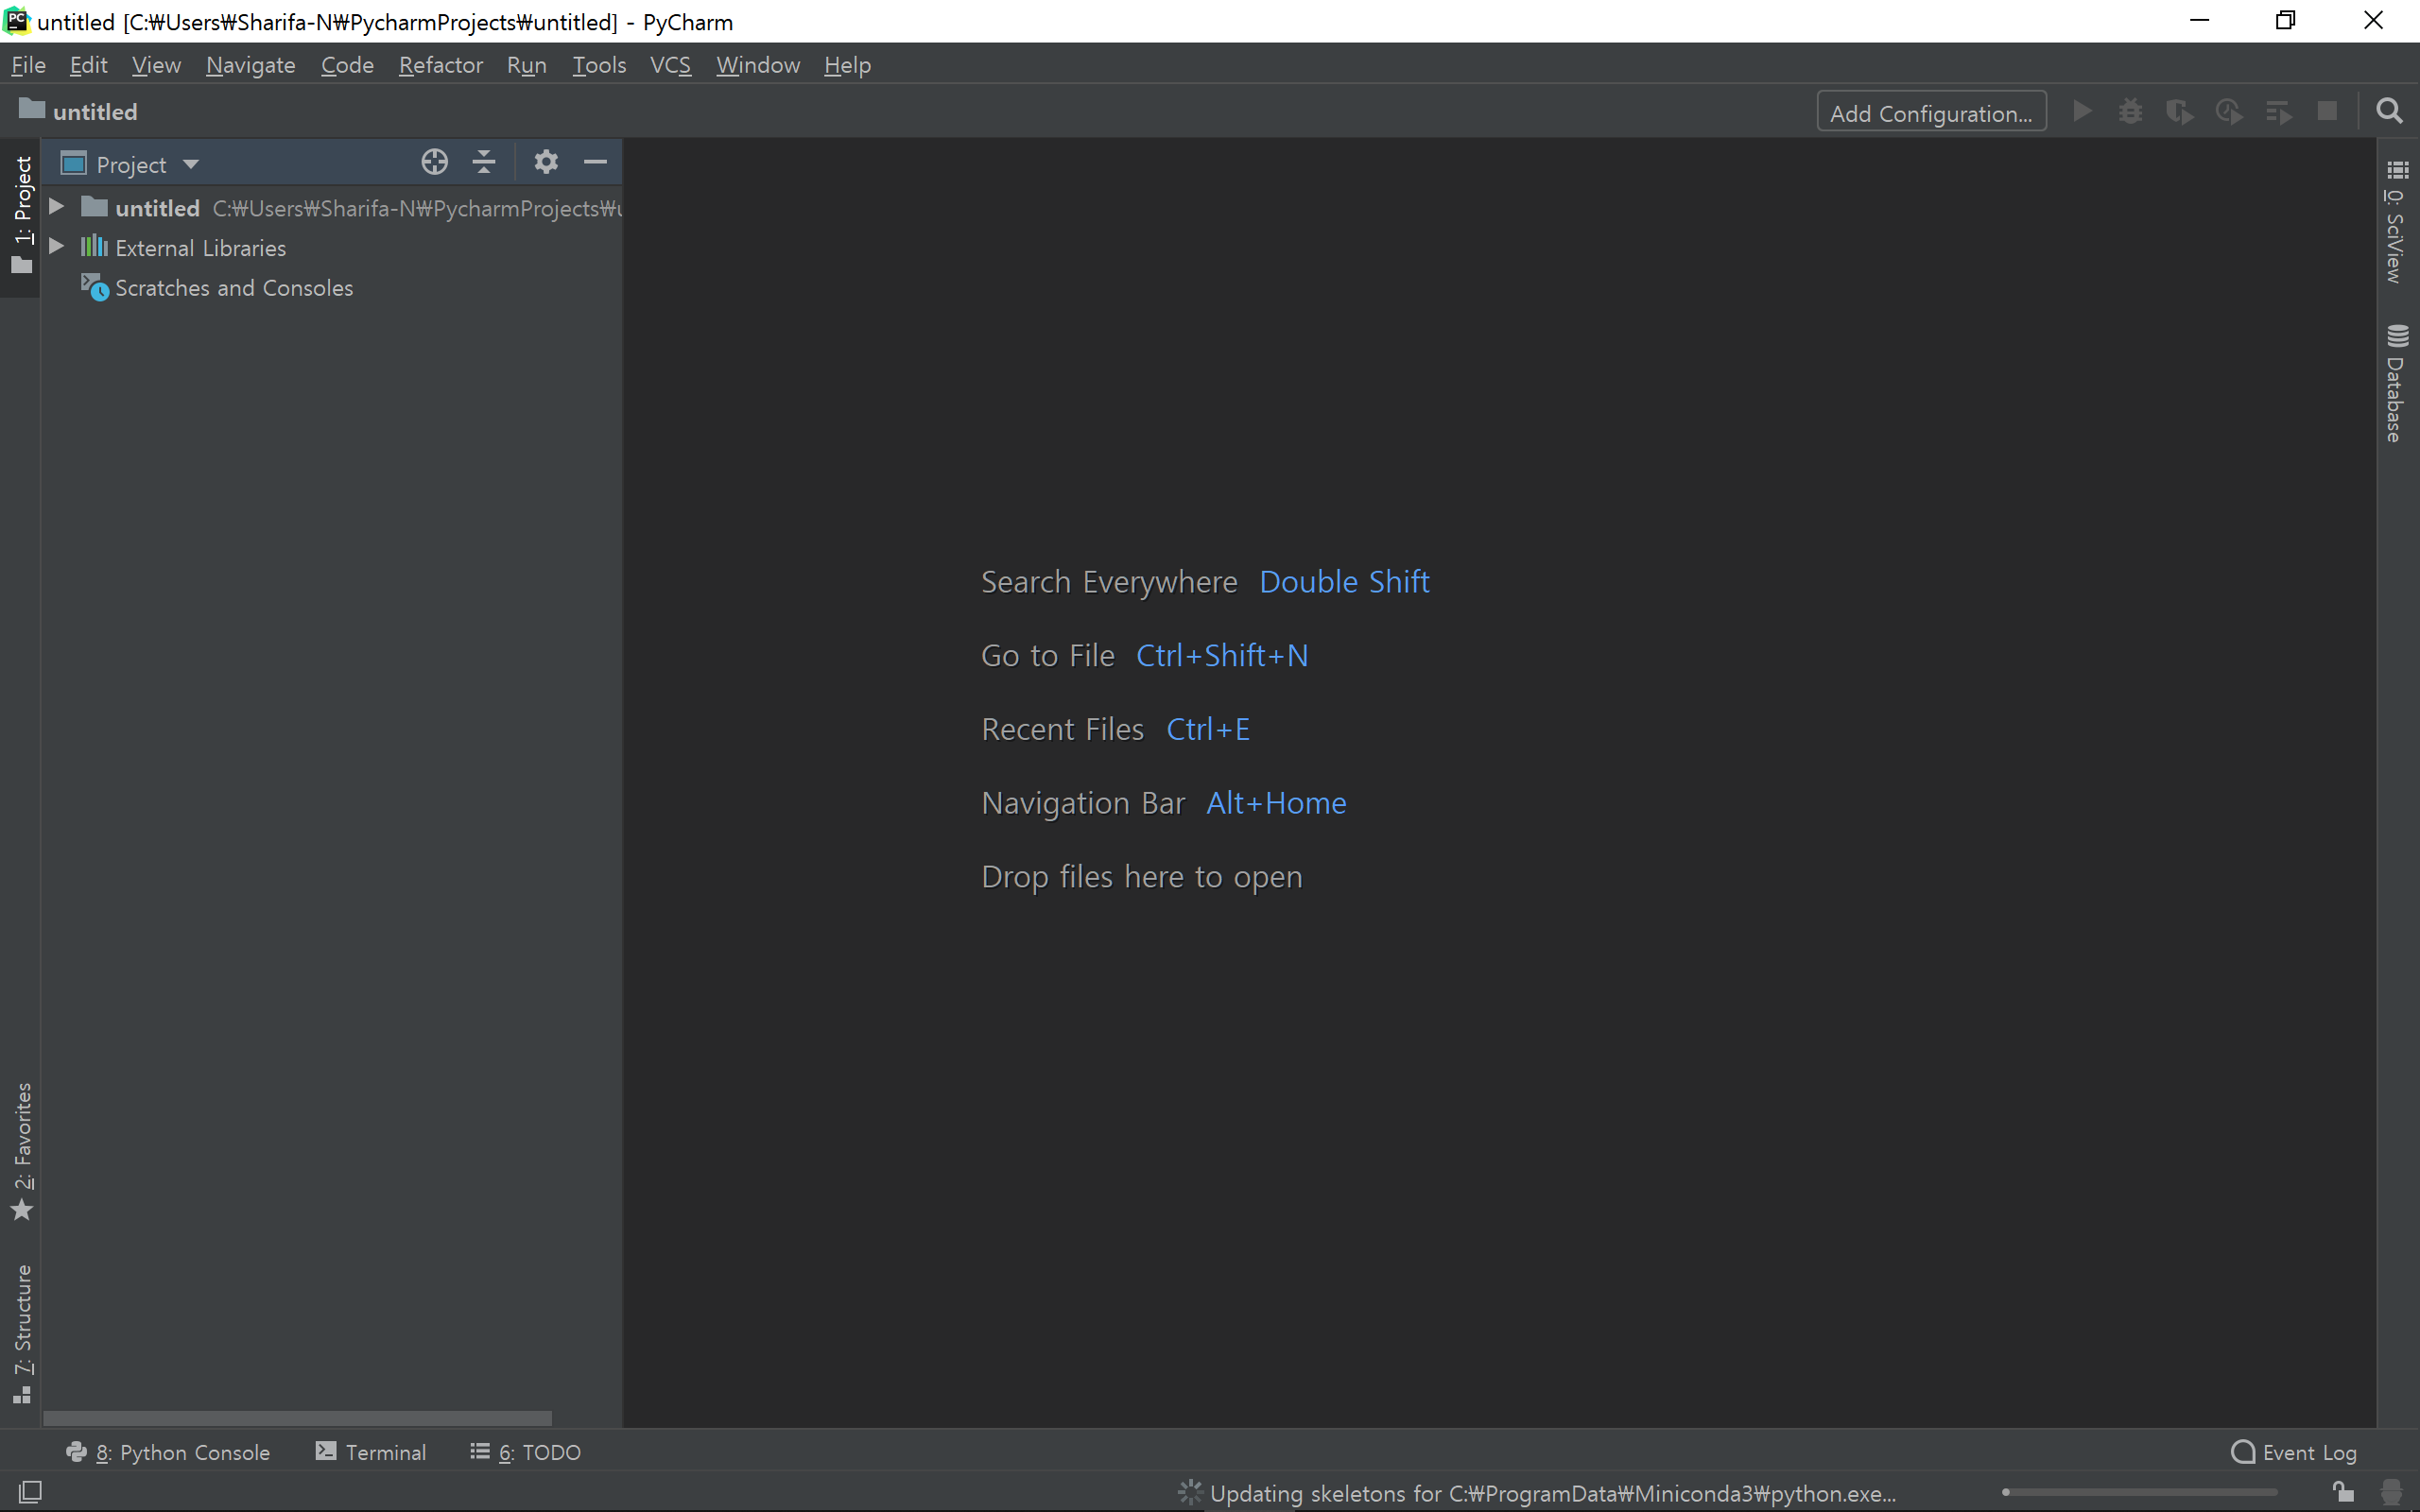 untitled [C:₩Users₩Sharifa-N₩PycharmProjects₩untitled] - PyCharm
File Edit View Navigate Code Refactor Run Tools VCS Window Help
untitled
Add Configuration...
1: Project
Project
untitled C:₩Users₩Sharifa-N₩PycharmProjects₩u
External Libraries
Scratches and Consoles
0: SciView
Database
Search Everywhere Double Shift
Go to File Ctrl+Shift+N
Recent Files Ctrl+E
Navigation Bar Alt+Home
Drop files here to open
2: Favorites
7: Structure
8: Python Console Terminal 6: TODO
Event Log
Updating skeletons for C:₩ProgramData₩Miniconda3₩python.exe...